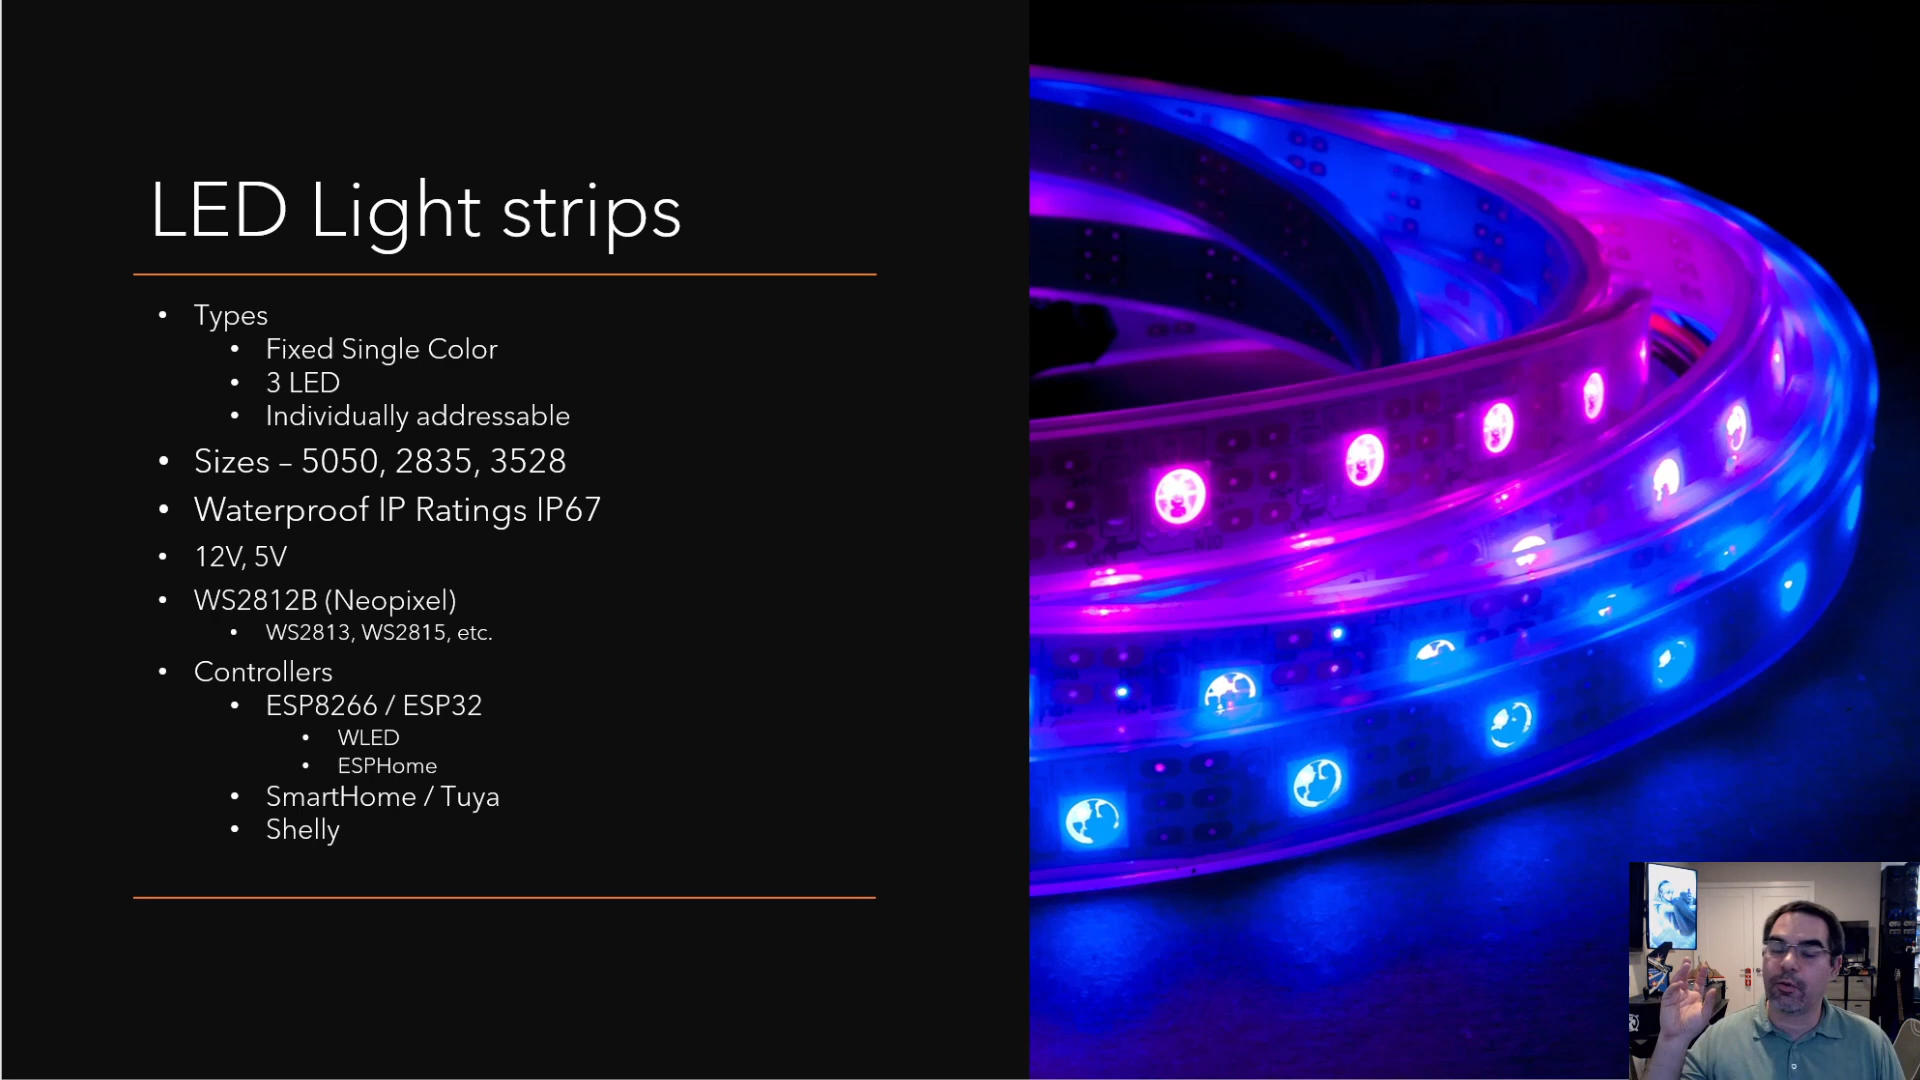 LED Light strips
• Types
• Fixed Single Color
• 3 LED
• Individually addressable
• Sizes – 5050, 2835, 3528
• Waterproof IP Ratings IP67
• 12V, 5V
• WS2812B (Neopixel)
• WS2813, WS2815, etc.
• Controllers
• ESP8266 / ESP32
• WLED
• ESPHome
• SmartHome / Tuya
• Shelly